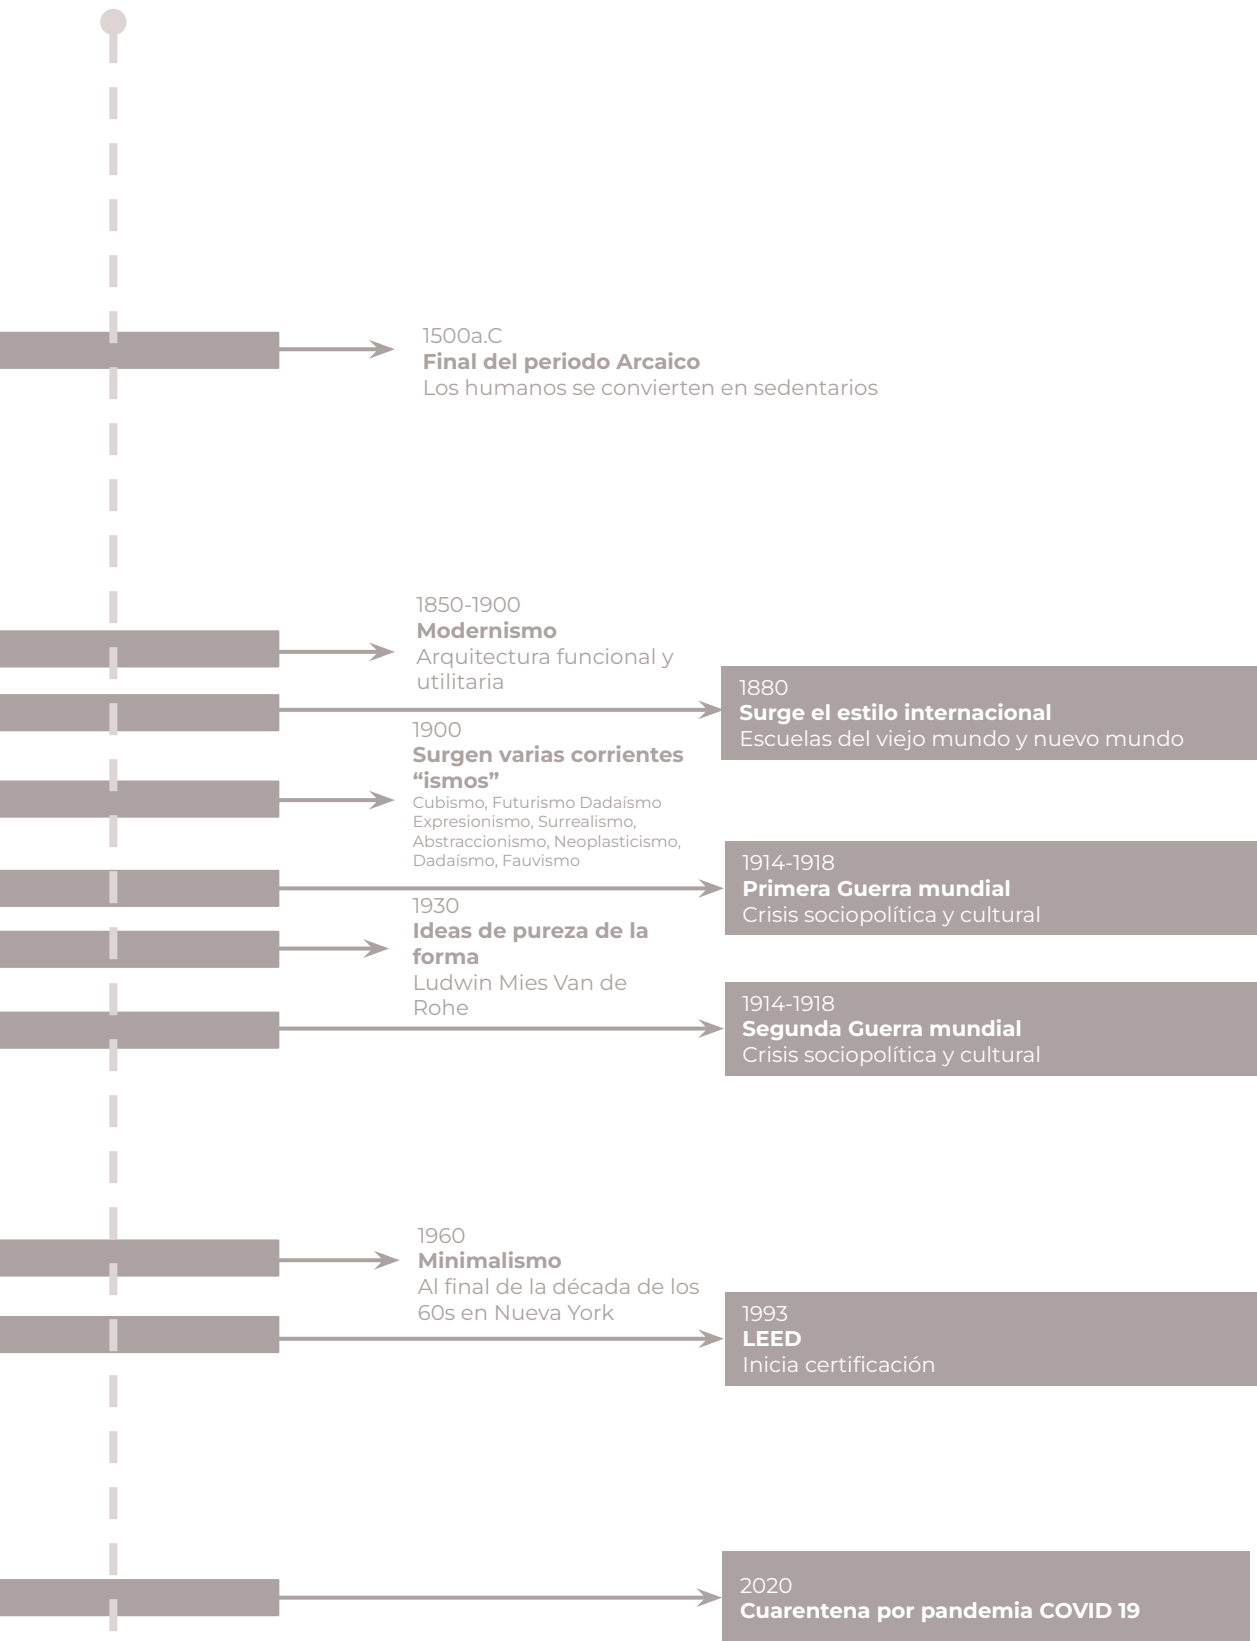 1500a.C
Final del periodo Arcaico
Los humanos se convierten en sedentarios
1850-1900
Modernismo
Arquitectura funcional y
utilitaria
1880
Surge el estilo internacional
Escuelas del viejo mundo y nuevo mundo
1900
Surgen varias corrientes
“ismos”
Cubismo, Futurismo Dadaísmo
Expresionismo, Surrealismo,
Abstraccionismo, Neoplasticismo,
Dadaísmo, Fauvismo
1914-1918
Primera Guerra mundial
Crisis sociopolítica y cultural
1930
Ideas de pureza de la
forma
Ludwin Mies Van de
Rohe
1914-1918
Segunda Guerra mundial
Crisis sociopolítica y cultural
1960
Minimalismo
Al final de la década de los
60s en Nueva York
1993
LEED
Inicia certificación
2020
Cuarentena por pandemia COVID 19